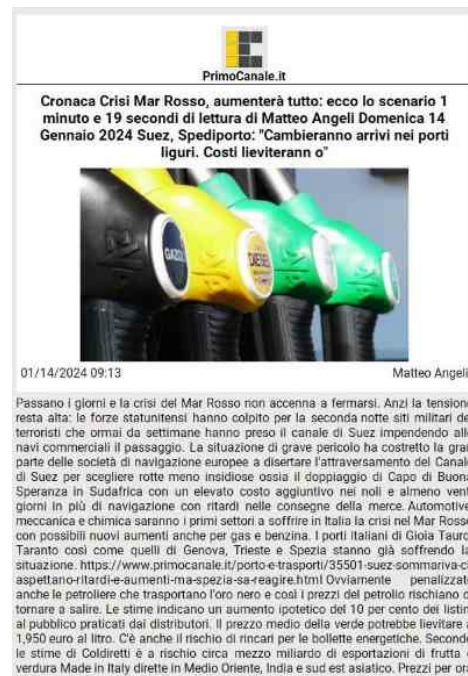 PrimoCanale.it
Cronaca Crisi Mar Rosso, aumenterà tutto: ecco lo scenario 1
minuto e 19 secondi di lettura di Matteo Angeli Domenica 14
Gennaio 2024 Suez, Spediporto: "Cambieranno arrivi nei porti
liguri. Costi lieviterann o"
GAZOLE
01/14/2024 09:13
Matteo Angeli
Passano i giorni e la crisi del Mar Rosso non accenna a fermarsi. Anzi la tensione
resta alta: le forze statunitensi hanno colpito per la seconda notte siti militari de
terroristi che ormai da settimane hanno preso il canale di Suez impendendo all
navi commerciali il passaggio. La situazione di grave pericolo ha costretto la gran
parte delle società di navigazione europee a disertare l'attraversamento del Canale
di Suez per scegliere rotte meno insidiose ossia il doppiaggio di Capo di Buona
Speranza in Sudafrica con un elevato costo aggiuntivo nei noli e almeno vent
giorni in più di navigazione con ritardi nelle consegne della merce. Automotive,
meccanica e chimica saranno i primi settori a soffrire in Italia la crisi nel Mar Rosso
con possibili nuovi aumenti anche per gas e benzina. I porti italiani di Gioia Tauro,
Taranto così come quelli di Genova, Trieste e Spezia stanno già soffrendo la
situazione. https://www.primocanale.it/porto-e-trasporti/35501-suez-sommariva-ci-
aspettano-ritardi-e-aumenti-ma-spezia-sa-reagire.html Ovviamente penalizzate
anche le petroliere che trasportano l'oro nero e così i prezzi del petrolio rischiano di
tornare a salire. Le stime indicano un aumento ipotetico del 10 per cento dei listini
al pubblico praticati dai distributori. Il prezzo medio della verde potrebbe lievitare a
1,950 euro al litro. C'è anche il rischio di rincari per le bollette energetiche. Secondo
le stime di Coldiretti è a rischio circa mezzo miliardo di esportazioni di frutta e
verdura Made in Italy dirette in Medio Oriente, India e sud est asiatico. Prezzi per ora